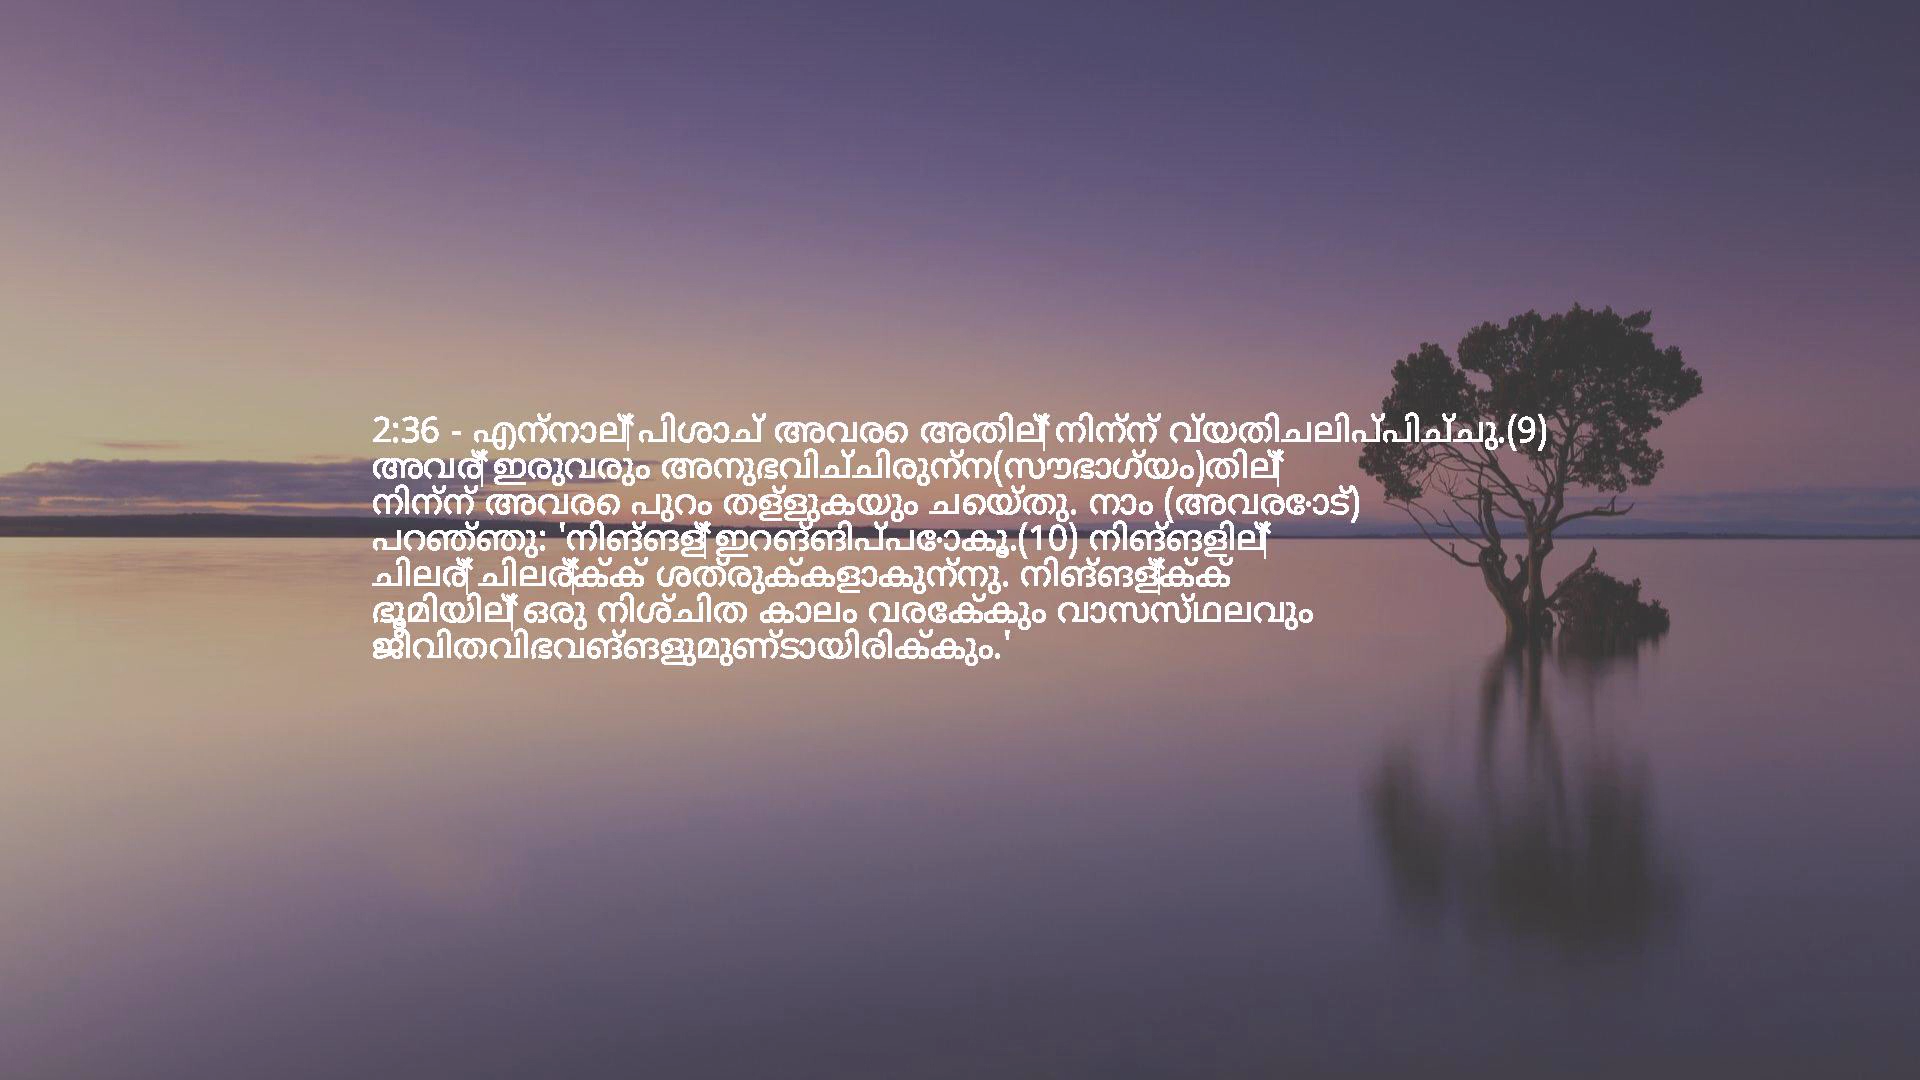 2:36 - എന്നാല്‍ പിശാച് അവരെ അതില്‍ നിന്ന് വ്യതിചലിപ്പിച്ചു.(9)
അവര്‍ ഇരുവരും അനുഭവിച്ചിരുന്ന(സൗഭാഗ്യം)തില്‍
നിന്ന് അവരെ പുറം തള്ളുകയും ചെയ്തു. നാം (അവരോട്)
പറഞ്ഞു: 'നിങ്ങള്‍ ഇറങ്ങിപ്പോകൂ.(10) നിങ്ങളില്‍
ചിലര്‍ ചിലര്‍ക്ക് ശത്രുക്കളാകുന്നു. നിങ്ങള്‍ക്ക്
ഭൂമിയില്‍ ഒരു നിശ്ചിത കാലം വരേക്കും വാസസ്ഥലവും
ജീവിതവിഭവങ്ങളുമുണ്ടായിരിക്കും.'